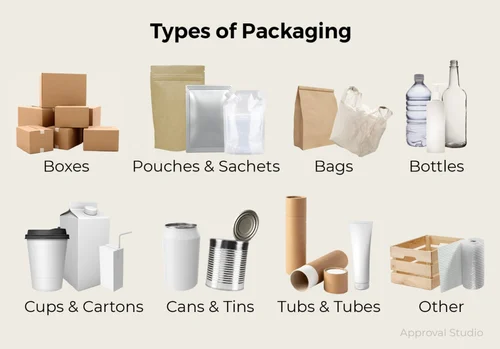 Types of Packaging
Boxes
Pouches & Sachets
Bags
Bottles
Cups & Cartons
Cans & Tins
Tubs & Tubes
Other
Approval Studio